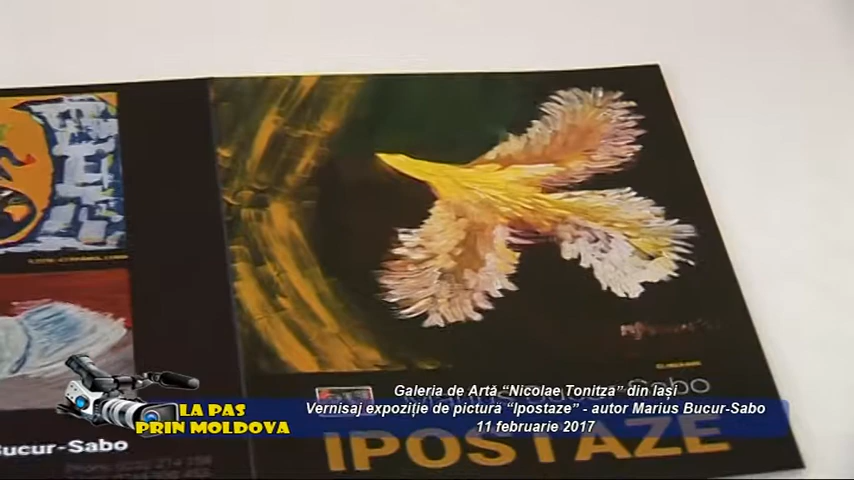 LA PAS
PRIN MOLDOVA
Galeria de Artă “Nicolae Tonitza” din Iași
Vernisaj expoziție de pictura “Ipostaze” - autor Marius Bucur-Sabo
11 februarie 2017
Bucur-Sabo
IPOSTAZE